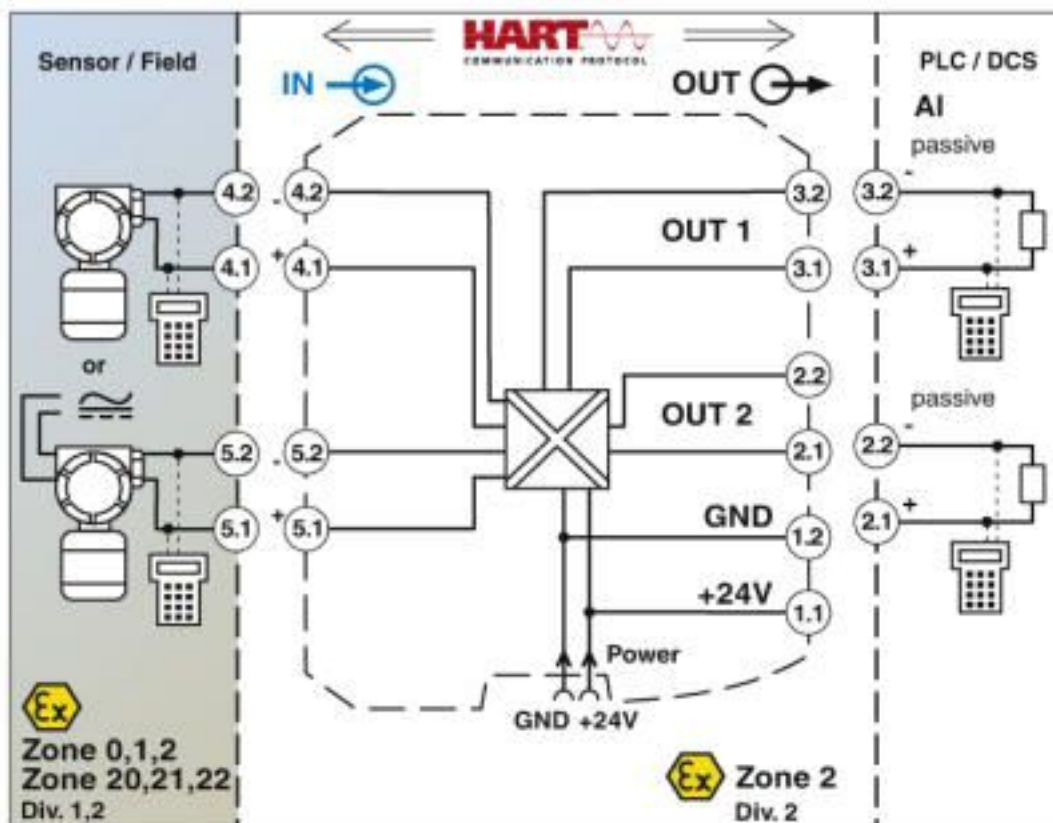 Sensor / Field
HART
COMMUNICATION PROTOCOL
PLC / DCS
IN
OUT
AI
passive
4.2
-
4.2
3.2
3.2
-
OUT 1
4.1
+
4.1
3.1
3.1
+
or
2.2
passive
OUT 2
5.2
-
5.2
2.1
2.2
-
5.1
+
5.1
GND
1.2
2.1
+
+24V
1.1
Power
GND +24V
Ex
Zone 0,1,2
Zone 20,21,22
Div. 1,2
Ex
Zone 2
Div. 2